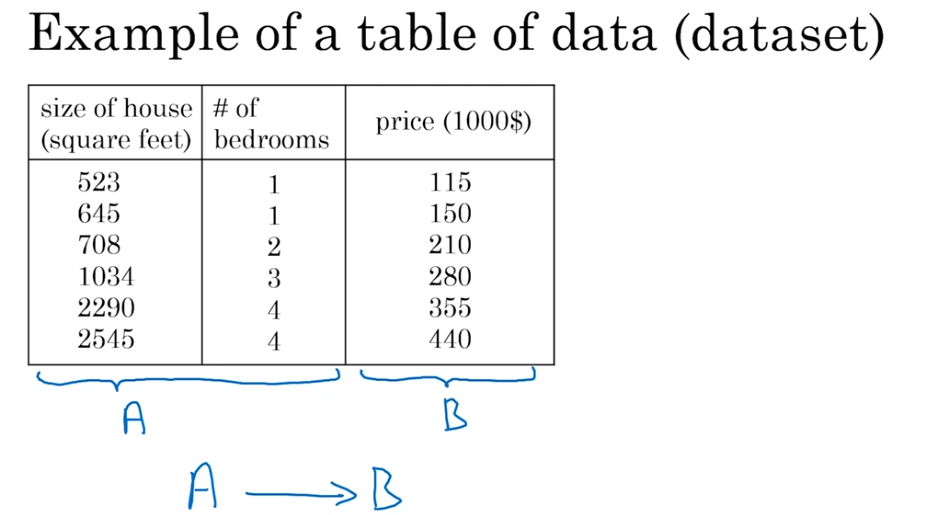 Example of a table of data (dataset)
size of house (square feet) # of bedrooms price (1000$)
523 1 115
645 1 150
708 2 210
1034 3 280
2290 4 355
2545 4 440
A B
A → B